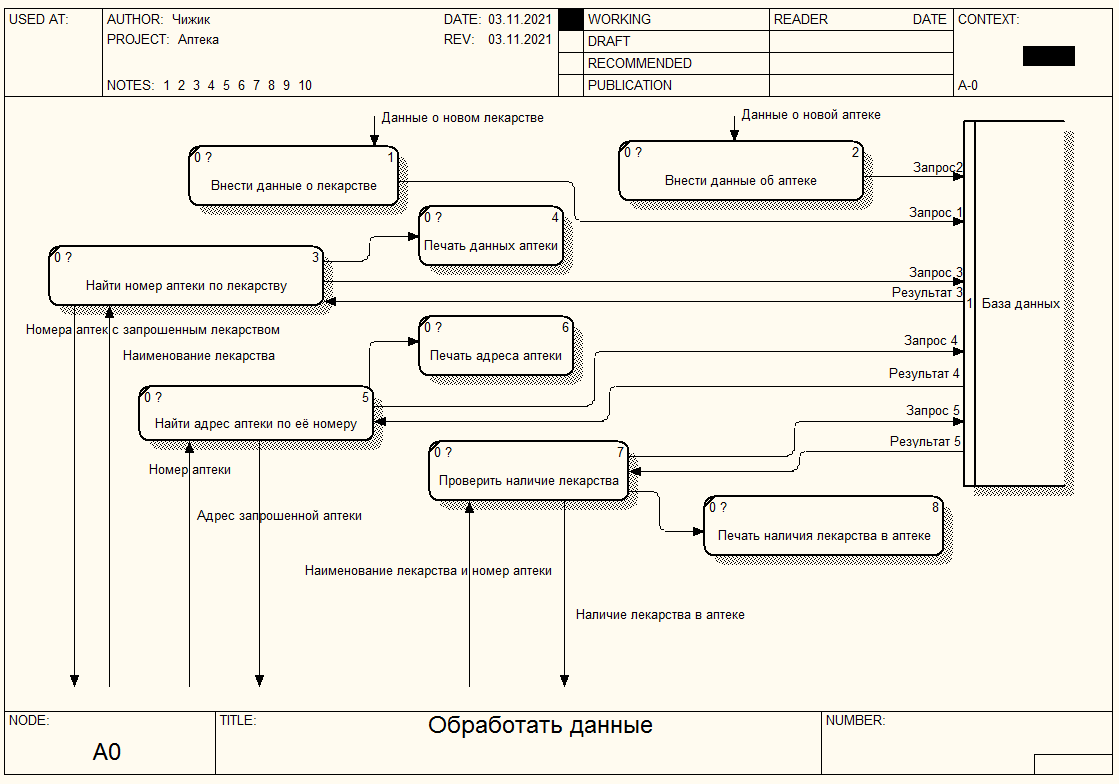 USED AT:
AUTHOR: Чижик
DATE: 03.11.2021
PROJECT: Аптека
REV: 03.11.2021
NOTES: 1 2 3 4 5 6 7 8 9 10
WORKING
DRAFT
RECOMMENDED
PUBLICATION
READER
DATE
CONTEXT:
A-0
Данные о новом лекарстве
Данные о новой аптеке
0 ?
1
Внести данные о лекарстве
0 ?
2
Внести данные об аптеке
Запрос2
Запрос 1
0 ?
4
Печать данных аптеки
0 ?
3
Найти номер аптеки по лекарству
Запрос 3
Результат 3
1
База данных
Номера аптек с запрошенным лекарством
Наименование лекарства
0 ?
6
Печать адреса аптеки
Запрос 4
Результат 4
0 ?
5
Найти адрес аптеки по её номеру
Запрос 5
Результат 5
Номер аптеки
0 ?
7
Проверить наличие лекарства
Адрес запрошенной аптеки
0 ?
8
Печать наличия лекарства в аптеке
Наименование лекарства и номер аптеки
Наличие лекарства в аптеке
NODE:
A0
TITLE:
Обработать данные
NUMBER: